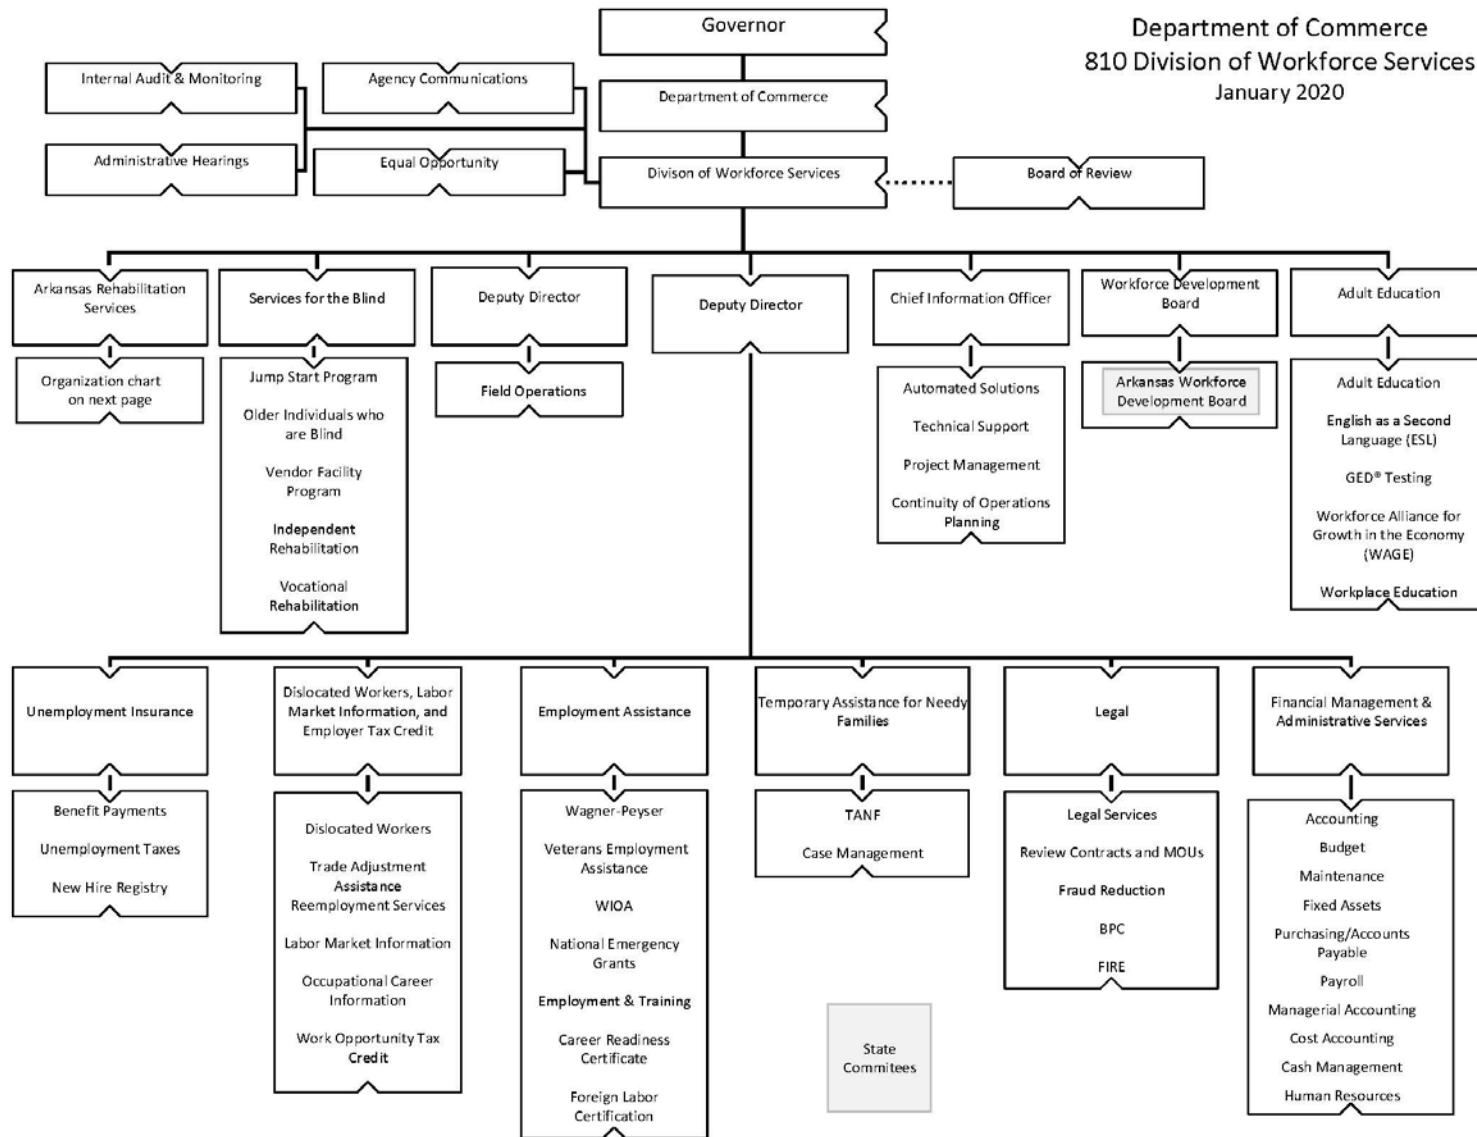 Governor
Department of Commerce
810 Division of Workforce Services
January 2020
Internal Audit & Monitoring
Agency Communications
Department of Commerce
Administrative Hearings
Equal Opportunity
Divison of Workforce Services
Board of Review
Arkansas Rehabilitation
Services
Services for the Blind
Deputy Director
Deputy Director
Chief Information Officer
Workforce Development
Board
Adult Education
Organization chart
on next page
Jump Start Program
Older Individuals who
are Blind
Vendor Facility
Program
Independent
Rehabilitation
Vocational
Rehabilitation
Field Operations
Automated Solutions
Technical Support
Project Management
Continuity of Operations
Planning
Arkansas Workforce
Development Board
Adult Education
English as a Second
Language (ESL)
GED® Testing
Workforce Alliance for
Growth in the Economy
(WAGE)
Workplace Education
Unemployment Insurance
Dislocated Workers, Labor
Market Information, and
Employer Tax Credit
Employment Assistance
Temporary Assistance for Needy
Families
Legal
Financial Management &
Administrative Services
Benefit Payments
Unemployment Taxes
New Hire Registry
Dislocated Workers
Trade Adjustment
Assistance
Reemployment Services
Labor Market Information
Occupational Career
Information
Work Opportunity Tax
Credit
Wagner-Peyser
Veterans Employment
Assistance
WIOA
National Emergency
Grants
Employment & Training
Career Readiness
Certificate
Foreign Labor
Certification
TANF
Case Management
Legal Services
Review Contracts and MOUs
Fraud Reduction
BPC
FIRE
Accounting
Budget
Maintenance
Fixed Assets
Purchasing/Accounts
Payable
Payroll
Managerial Accounting
Cost Accounting
Cash Management
Human Resources
State
Commitees